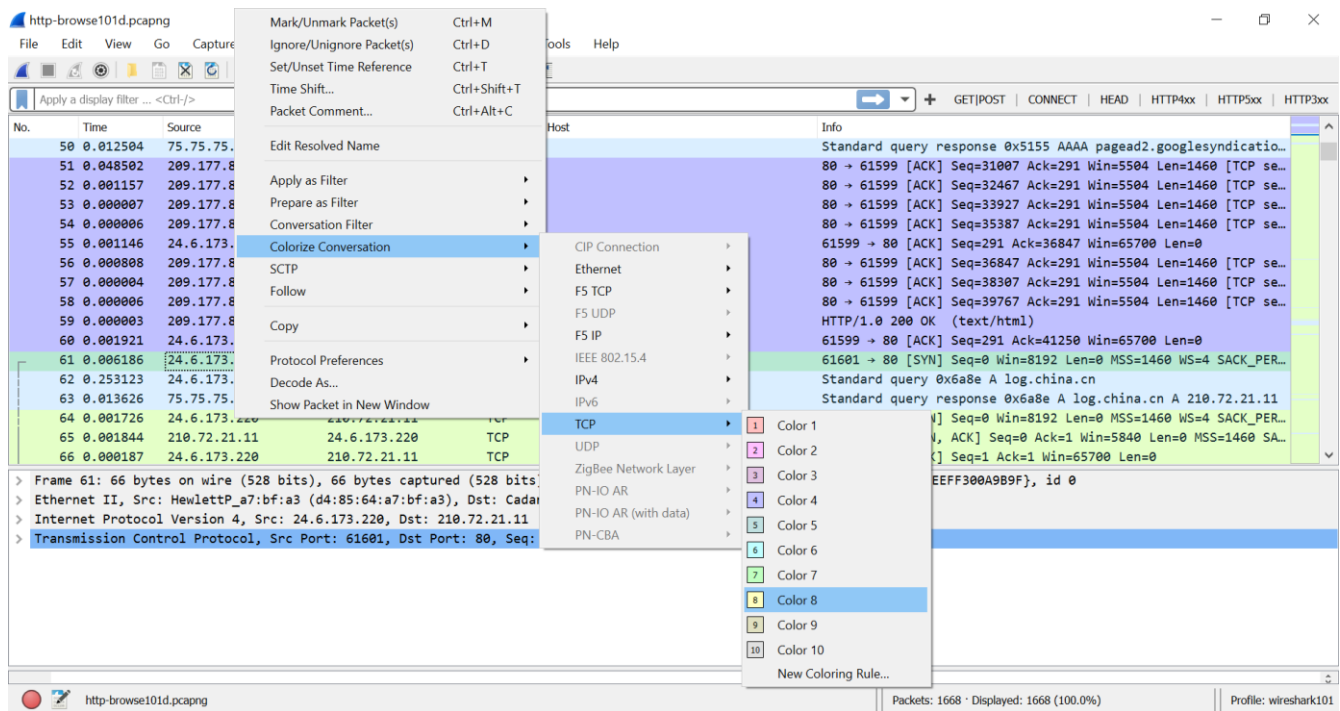 http-browse101d.pcapng
File Edit View Go Capture ools Help
Mark/Unmark Packet(s) Ctrl+M
Ignore/Unignore Packet(s) Ctrl+D
Set/Unset Time Reference Ctrl+T
Time Shift... Ctrl+Shift+T
Packet Comment... Ctrl+Alt+C
Edit Resolved Name
Apply as Filter
Prepare as Filter
Conversation Filter
Colorize Conversation
SCTP
Follow
Copy
Protocol Preferences
Decode As...
Show Packet in New Window
Apply a display filter ... <Ctrl-/> + GET|POST | CONNECT | HEAD | HTTP4xx | HTTP5xx | HTTP3xx
No. Time Source Host Info
50 0.012504 75.75.75. Standard query response 0x5155 AAAA pagead2.googlesyndicatio…
51 0.048502 209.177.8 80 → 61599 [ACK] Seq=31007 Ack=291 Win=5504 Len=1460 [TCP se…
52 0.001157 209.177.8 80 → 61599 [ACK] Seq=32467 Ack=291 Win=5504 Len=1460 [TCP se…
53 0.000007 209.177.8 80 → 61599 [ACK] Seq=33927 Ack=291 Win=5504 Len=1460 [TCP se…
54 0.000006 209.177.8 80 → 61599 [ACK] Seq=35387 Ack=291 Win=5504 Len=1460 [TCP se…
55 0.001146 24.6.173. 61599 → 80 [ACK] Seq=291 Ack=36847 Win=65700 Len=0
56 0.000808 209.177.8 80 → 61599 [ACK] Seq=36847 Ack=291 Win=5504 Len=1460 [TCP se…
57 0.000004 209.177.8 80 → 61599 [ACK] Seq=38307 Ack=291 Win=5504 Len=1460 [TCP se…
58 0.000006 209.177.8 80 → 61599 [ACK] Seq=39767 Ack=291 Win=5504 Len=1460 [TCP se…
59 0.000003 209.177.8 HTTP/1.0 200 OK (text/html)
60 0.001921 24.6.173. 61599 → 80 [ACK] Seq=291 Ack=41250 Win=65700 Len=0
61 0.006186 24.6.173. 61601 → 80 [SYN] Seq=0 Win=8192 Len=0 MSS=1460 WS=4 SACK_PER…
62 0.253123 24.6.173. Standard query 0x6a8e A log.china.cn
63 0.013626 75.75.75. Standard query response 0x6a8e A log.china.cn A 210.72.21.11
64 0.001726 24.6.173.220 210.72.21.11 TCP N] Seq=0 Win=8192 Len=0 MSS=1460 WS=4 SACK_PER…
65 0.001844 210.72.21.11 24.6.173.220 TCP N, ACK] Seq=0 Ack=1 Win=5840 Len=0 MSS=1460 SA…
66 0.000187 24.6.173.220 210.72.21.11 TCP K] Seq=1 Ack=1 Win=65700 Len=0
CIP Connection
Ethernet
F5 TCP
F5 UDP
F5 IP
IEEE 802.15.4
IPv4
IPv6
TCP
UDP
ZigBee Network Layer
PN-IO AR
PN-IO AR (with data)
PN-CBA
1 Color 1
2 Color 2
3 Color 3
4 Color 4
5 Color 5
6 Color 6
7 Color 7
8 Color 8
9 Color 9
10 Color 10
New Coloring Rule...
Frame 61: 66 bytes on wire (528 bits), 66 bytes captured (528 bits EEFF300A9B9F}, id 0
Ethernet II, Src: HewlettP_a7:bf:a3 (d4:85:64:a7:bf:a3), Dst: Cadar
Internet Protocol Version 4, Src: 24.6.173.220, Dst: 210.72.21.11
Transmission Control Protocol, Src Port: 61601, Dst Port: 80, Seq:
http-browse101d.pcapng Packets: 1668 · Displayed: 1668 (100.0%) Profile: wireshark101